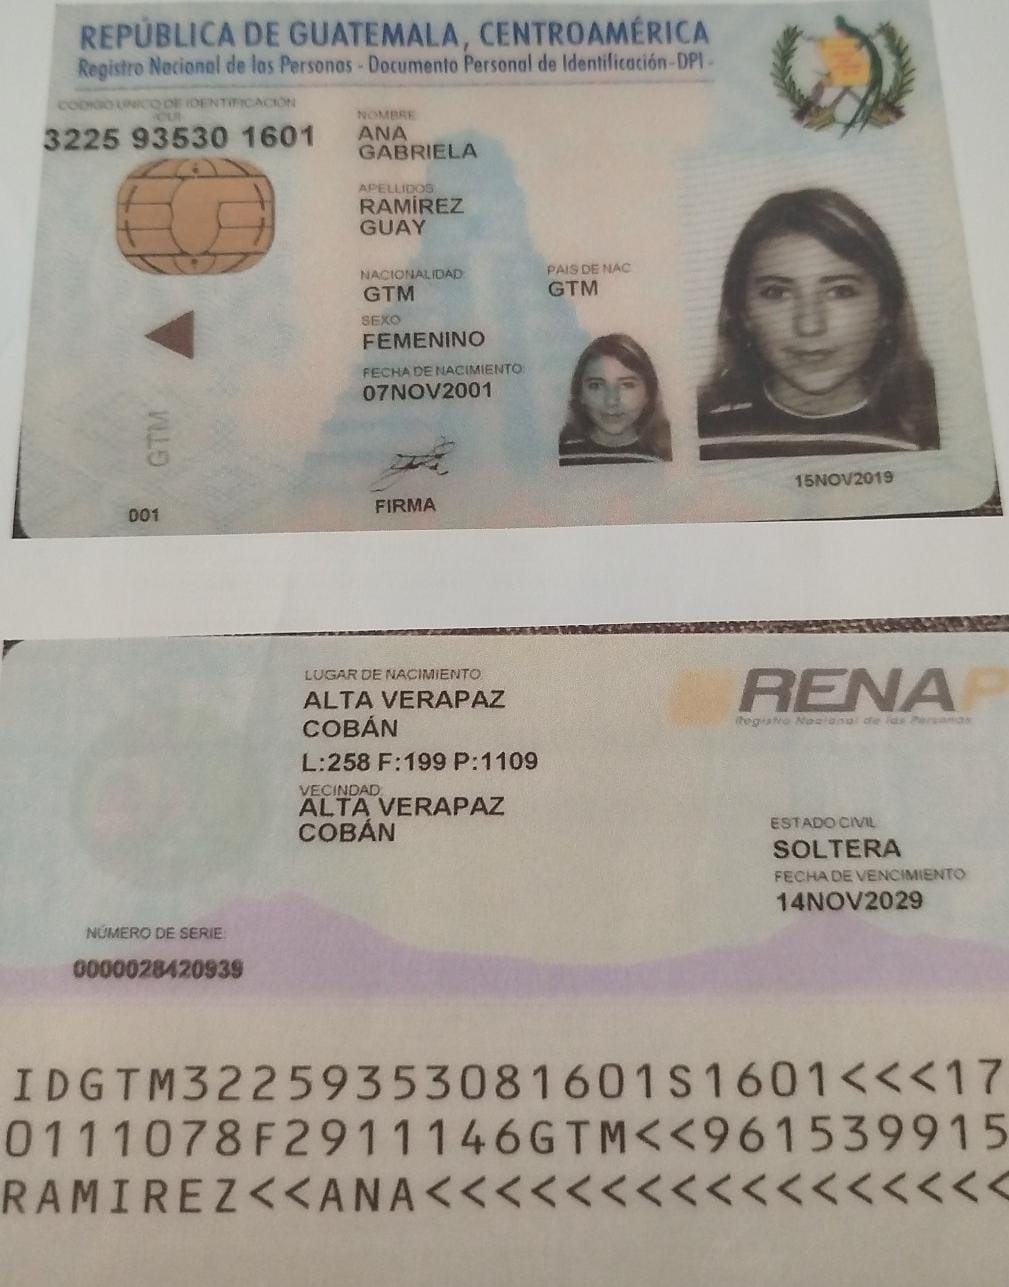 REPÚBLICA DE GUATEMALA, CENTROAMÉRICA
Registro Nacional de las Personas - Documento Personal de Identificación - DPI -
CÓDIGO ÚNICO DE IDENTIFICACIÓN
CUI
3225 93530 1601
NOMBRE
ANA
GABRIELA
APELLIDOS
RAMÍREZ
GUAY
NACIONALIDAD:
GTM
PAIS DE NAC
GTM
SEXO
FEMENINO
FECHA DE NACIMIENTO:
07NOV2001
GTM
FIRMA
001
15NOV2019
LUGAR DE NACIMIENTO:
ALTA VERAPAZ
COBÁN
L:258 F:199 P:1109
VECINDAD:
ALTA VERAPAZ
COBÁN
RENAP
Registro Nacional de las Personas
ESTADO CIVIL
SOLTERA
FECHA DE VENCIMIENTO
14NOV2029
NÚMERO DE SERIE:
0000028420939
IDGTM32259353081601S1601<<<17
0111078F2911146GTM<<961539915
RAMIREZ<<ANA<<<<<<<<<<<<<<<<<